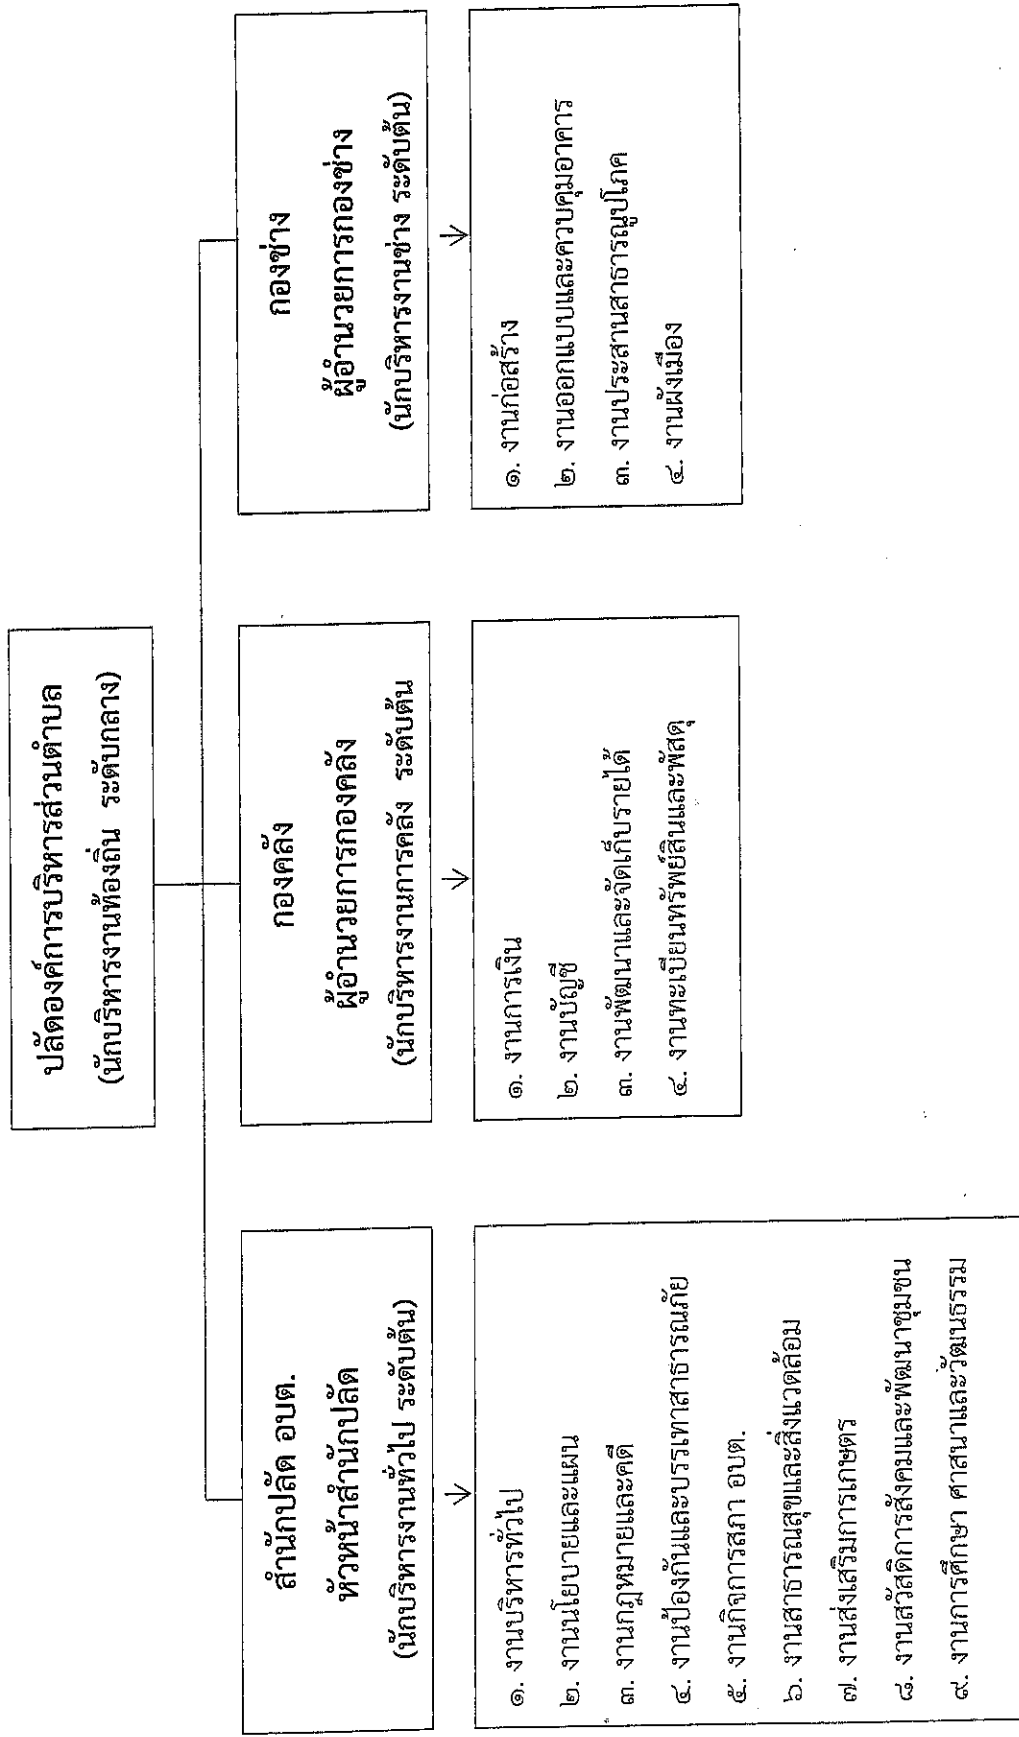 ปลัดองค์การบริหารส่วนตำบล
(นักบริหารงานท้องถิ่น ระดับกลาง)
สำนักปลัด อบต.
หัวหน้าสำนักปลัด
(นักบริหารงานทั่วไป ระดับต้น)
๑. งานบริหารทั่วไป
๒. งานนโยบายและแผน
๓. งานกฎหมายและคดี
๔. งานป้องกันและบรรเทาสาธารณภัย
๕. งานกิจการสภา อบต.
๖. งานสาธารณสุขและสิ่งแวดล้อม
๗. งานส่งเสริมการเกษตร
๘. งานสวัสดิการสังคมและพัฒนาชุมชน
๙. งานการศึกษา ศาสนาและวัฒนธรรม
กองคลัง
ผู้อำนวยการกองคลัง
(นักบริหารงานการคลัง ระดับต้น
๑. งานการเงิน
๒. งานบัญชี
๓. งานพัฒนาและจัดเก็บรายได้
๔. งานทะเบียนทรัพย์สินและพัสดุ
กองช่าง
ผู้อำนวยการกองช่าง
(นักบริหารงานช่าง ระดับต้น)
๑. งานก่อสร้าง
๒. งานออกแบบและควบคุมอาคาร
๓. งานประสานสาธารณูปโภค
๔. งานผังเมือง